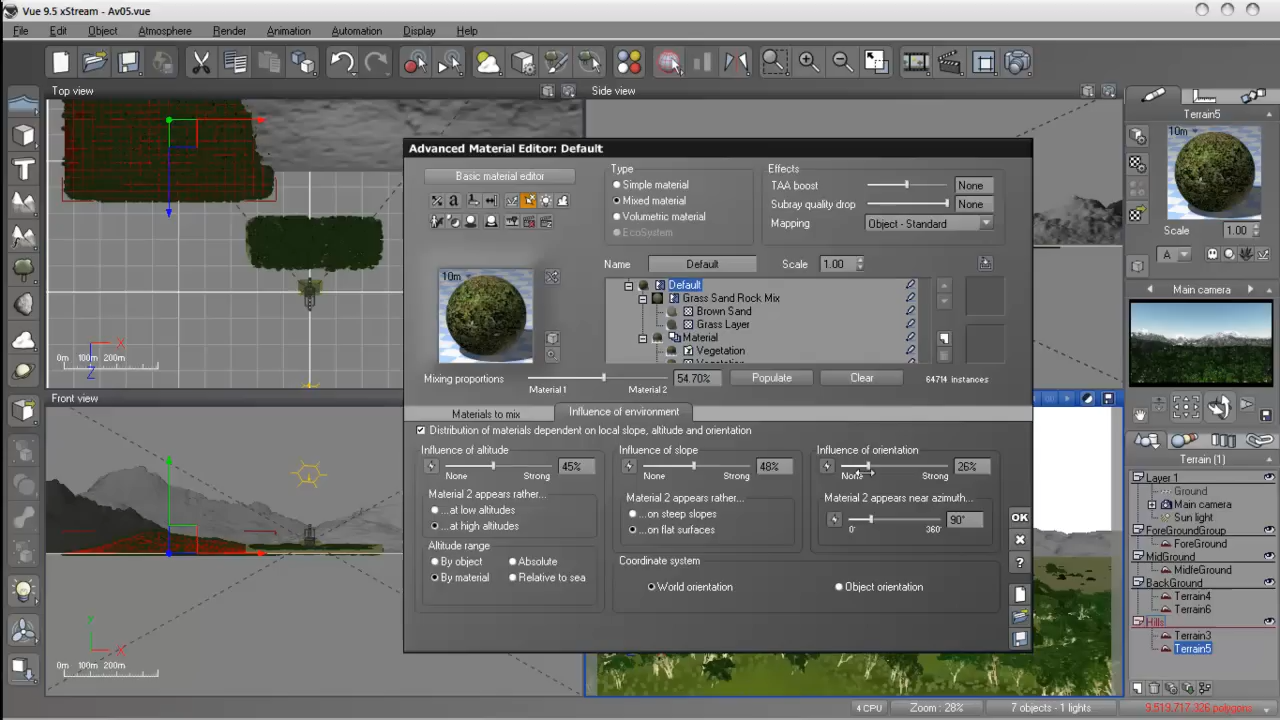 Vue 9.5 xStream - Av05.vue
File Edit Object Atmosphere Render Animation Automation Display Help
Top view
Side view
Terrain5
10m
Scale 1.00
Main camera
X
Z
0m 100m 200m
Front view
y
X
0m 100m 200m
Advanced Material Editor: Default
Basic material editor
10m
Type
Simple material
Mixed material
Volumetric material
EcoSystem
Effects
TAA boost None
Subray quality drop None
Mapping Object - Standard
Name Default Scale 1.00
Default
Grass Sand Rock Mix
Brown Sand
Grass Layer
Material
Vegetation
Mixing proportions 54.70% Populate Clear 64714 instances
Material 1 Material 2
Materials to mix Influence of environment
Distribution of materials dependent on local slope, altitude and orientation
Influence of altitude
45%
None Strong
Material 2 appears rather...
...at low altitudes
...at high altitudes
Altitude range
By object Absolute
By material Relative to sea
Influence of slope
48%
None Strong
Material 2 appears rather...
...on steep slopes
...on flat surfaces
Influence of orientation
26%
None Strong
Material 2 appears near azimuth...
90°
0° 360°
Coordinate system
World orientation Object orientation
OK
?
Terrain (1)
Layer 1
Ground
Main camera
Sun light
ForeGroundGroup
ForeGround
MidGround
MidfeGround
BackGround
Terrain4
Terrain6
Hills
Terrain3
Terrain5
4 CPU Zoom : 28% 7 objects - 1 lights 9,519,717,326 polygons